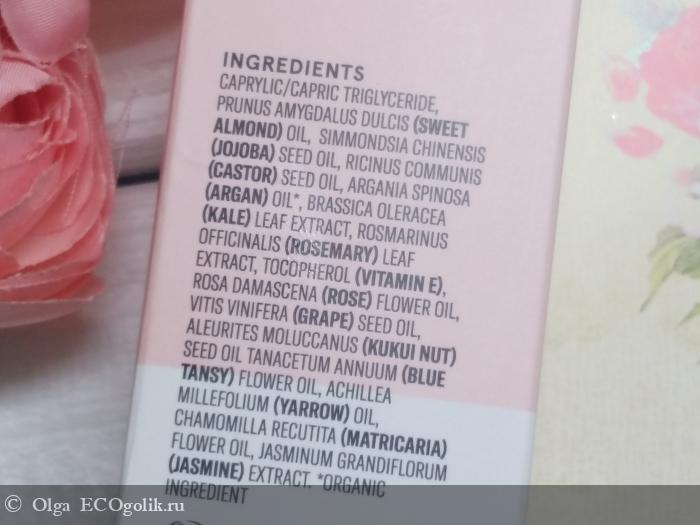 INGREDIENTS
CAPRYLIC/CAPRIC TRIGLYCERIDE,
PRUNUS AMYGDALUS DULCIS (SWEET
ALMOND) OIL, SIMMONDSIA CHINENSIS
(JOJOBA) SEED OIL, RICINUS COMMUNIS
(CASTOR) SEED OIL, ARGANIA SPINOSA
(ARGAN) OIL*, BRASSICA OLERACEA
(KALE) LEAF EXTRACT, ROSMARINUS
OFFICINALIS (ROSEMARY) LEAF
EXTRACT, TOCOPHEROL (VITAMIN E),
ROSA DAMASCENA (ROSE) FLOWER OIL,
VITIS VINIFERA (GRAPE) SEED OIL,
ALEURITES MOLUCCANUS (KUKUI NUT)
SEED OIL TANACETUM ANNUUM (BLUE
TANSY) FLOWER OIL, ACHILLEA
MILLEFOLIUM (YARROW) OIL,
CHAMOMILLA RECUTITA (MATRICARIA)
FLOWER OIL, JASMINUM GRANDIFLORUM
(JASMINE) EXTRACT. *ORGANIC
INGREDIENT
© Olga ECOgolik.ru